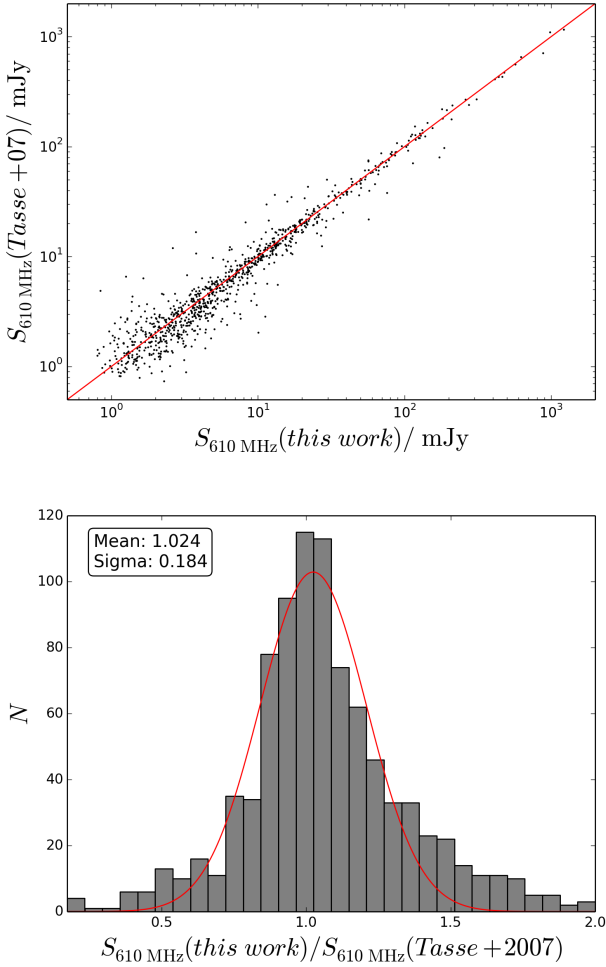 10³
10²
10¹
10⁰
S₆₁₀ MHz(Tasse+07)/ mJy
10⁰ 10¹ 10² 10³
S₆₁₀ MHz(this work)/ mJy
120
100
80
60
40
20
0
N
Mean: 1.024
Sigma: 0.184
0.5 1.0 1.5 2.0
S₆₁₀ MHz(this work)/S₆₁₀ MHz(Tasse+2007)